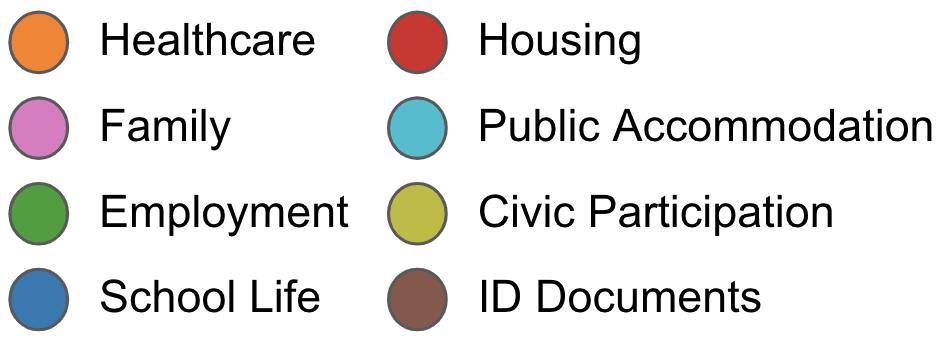 Healthcare
Family
Employment
School Life
Housing
Public Accommodation
Civic Participation
ID Documents